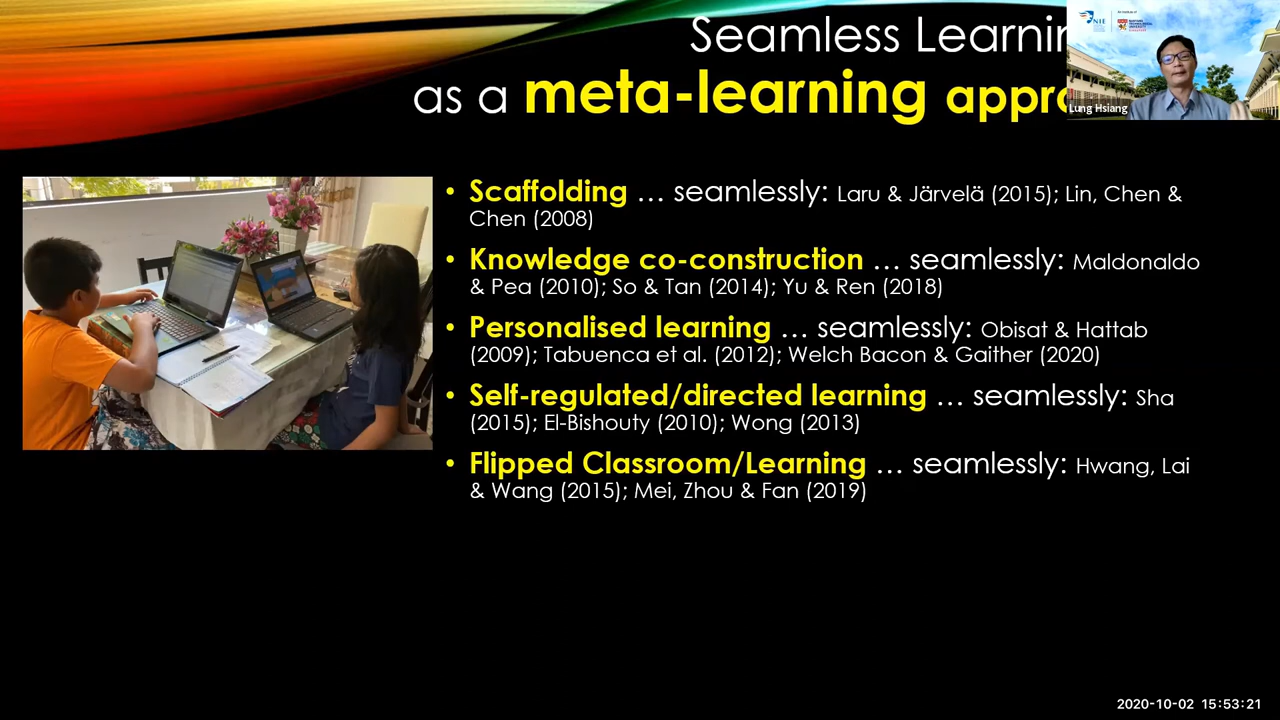 Seamless Learnin
as a meta-learning appro
NIE
Lung Hsiang
• Scaffolding … seamlessly: Laru & Järvelä (2015); Lin, Chen &
Chen (2008)
• Knowledge co-construction … seamlessly: Maldonaldo
& Pea (2010); So & Tan (2014); Yu & Ren (2018)
• Personalised learning … seamlessly: Obisat & Hattab
(2009); Tabuenca et al. (2012); Welch Bacon & Gaither (2020)
• Self-regulated/directed learning … seamlessly: Sha
(2015); El-Bishouty (2010); Wong (2013)
• Flipped Classroom/Learning … seamlessly: Hwang, Lai
& Wang (2015); Mei, Zhou & Fan (2019)
2020-10-02 15:53:21